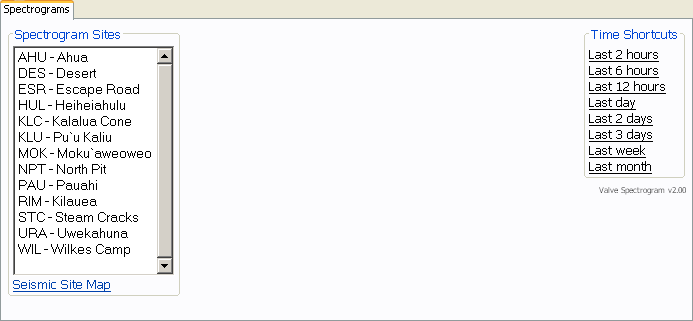 Spectrograms
Spectrogram Sites
AHU - Ahua
DES - Desert
ESR - Escape Road
HUL - Heiheiahulu
KLC - Kalalua Cone
KLU - Pu`u Kaliu
MOK - Moku`aweoweo
NPT - North Pit
PAU - Pauahi
RIM - Kilauea
STC - Steam Cracks
URA - Uwekahuna
WIL - Wilkes Camp
Seismic Site Map
Time Shortcuts
Last 2 hours
Last 6 hours
Last 12 hours
Last day
Last 2 days
Last 3 days
Last week
Last month
Valve Spectrogram v2.00